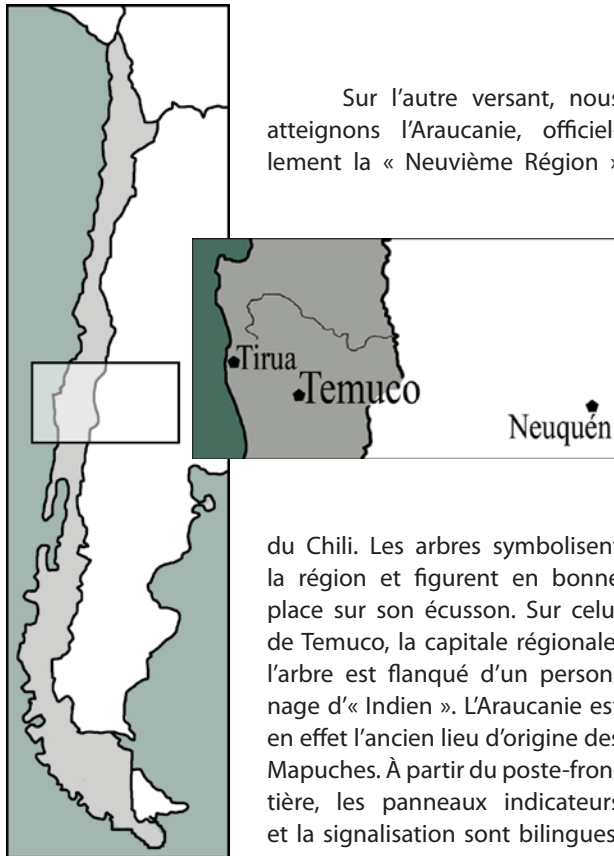 Sur l'autre versant, nous
atteignons l'Araucanie, officiel-
lement la « Neuvième Région »
Tirua
Temuco
Neuquén
du Chili. Les arbres symbolisent
la région et figurent en bonne
place sur son écusson. Sur celu
de Temuco, la capitale régionale,
l'arbre est flanqué d'un person-
nage d'« Indien ». L'Araucanie est
en effet l'ancien lieu d'origine des
Mapuches. À partir du poste-fron-
tière, les panneaux indicateurs
et la signalisation sont bilingues